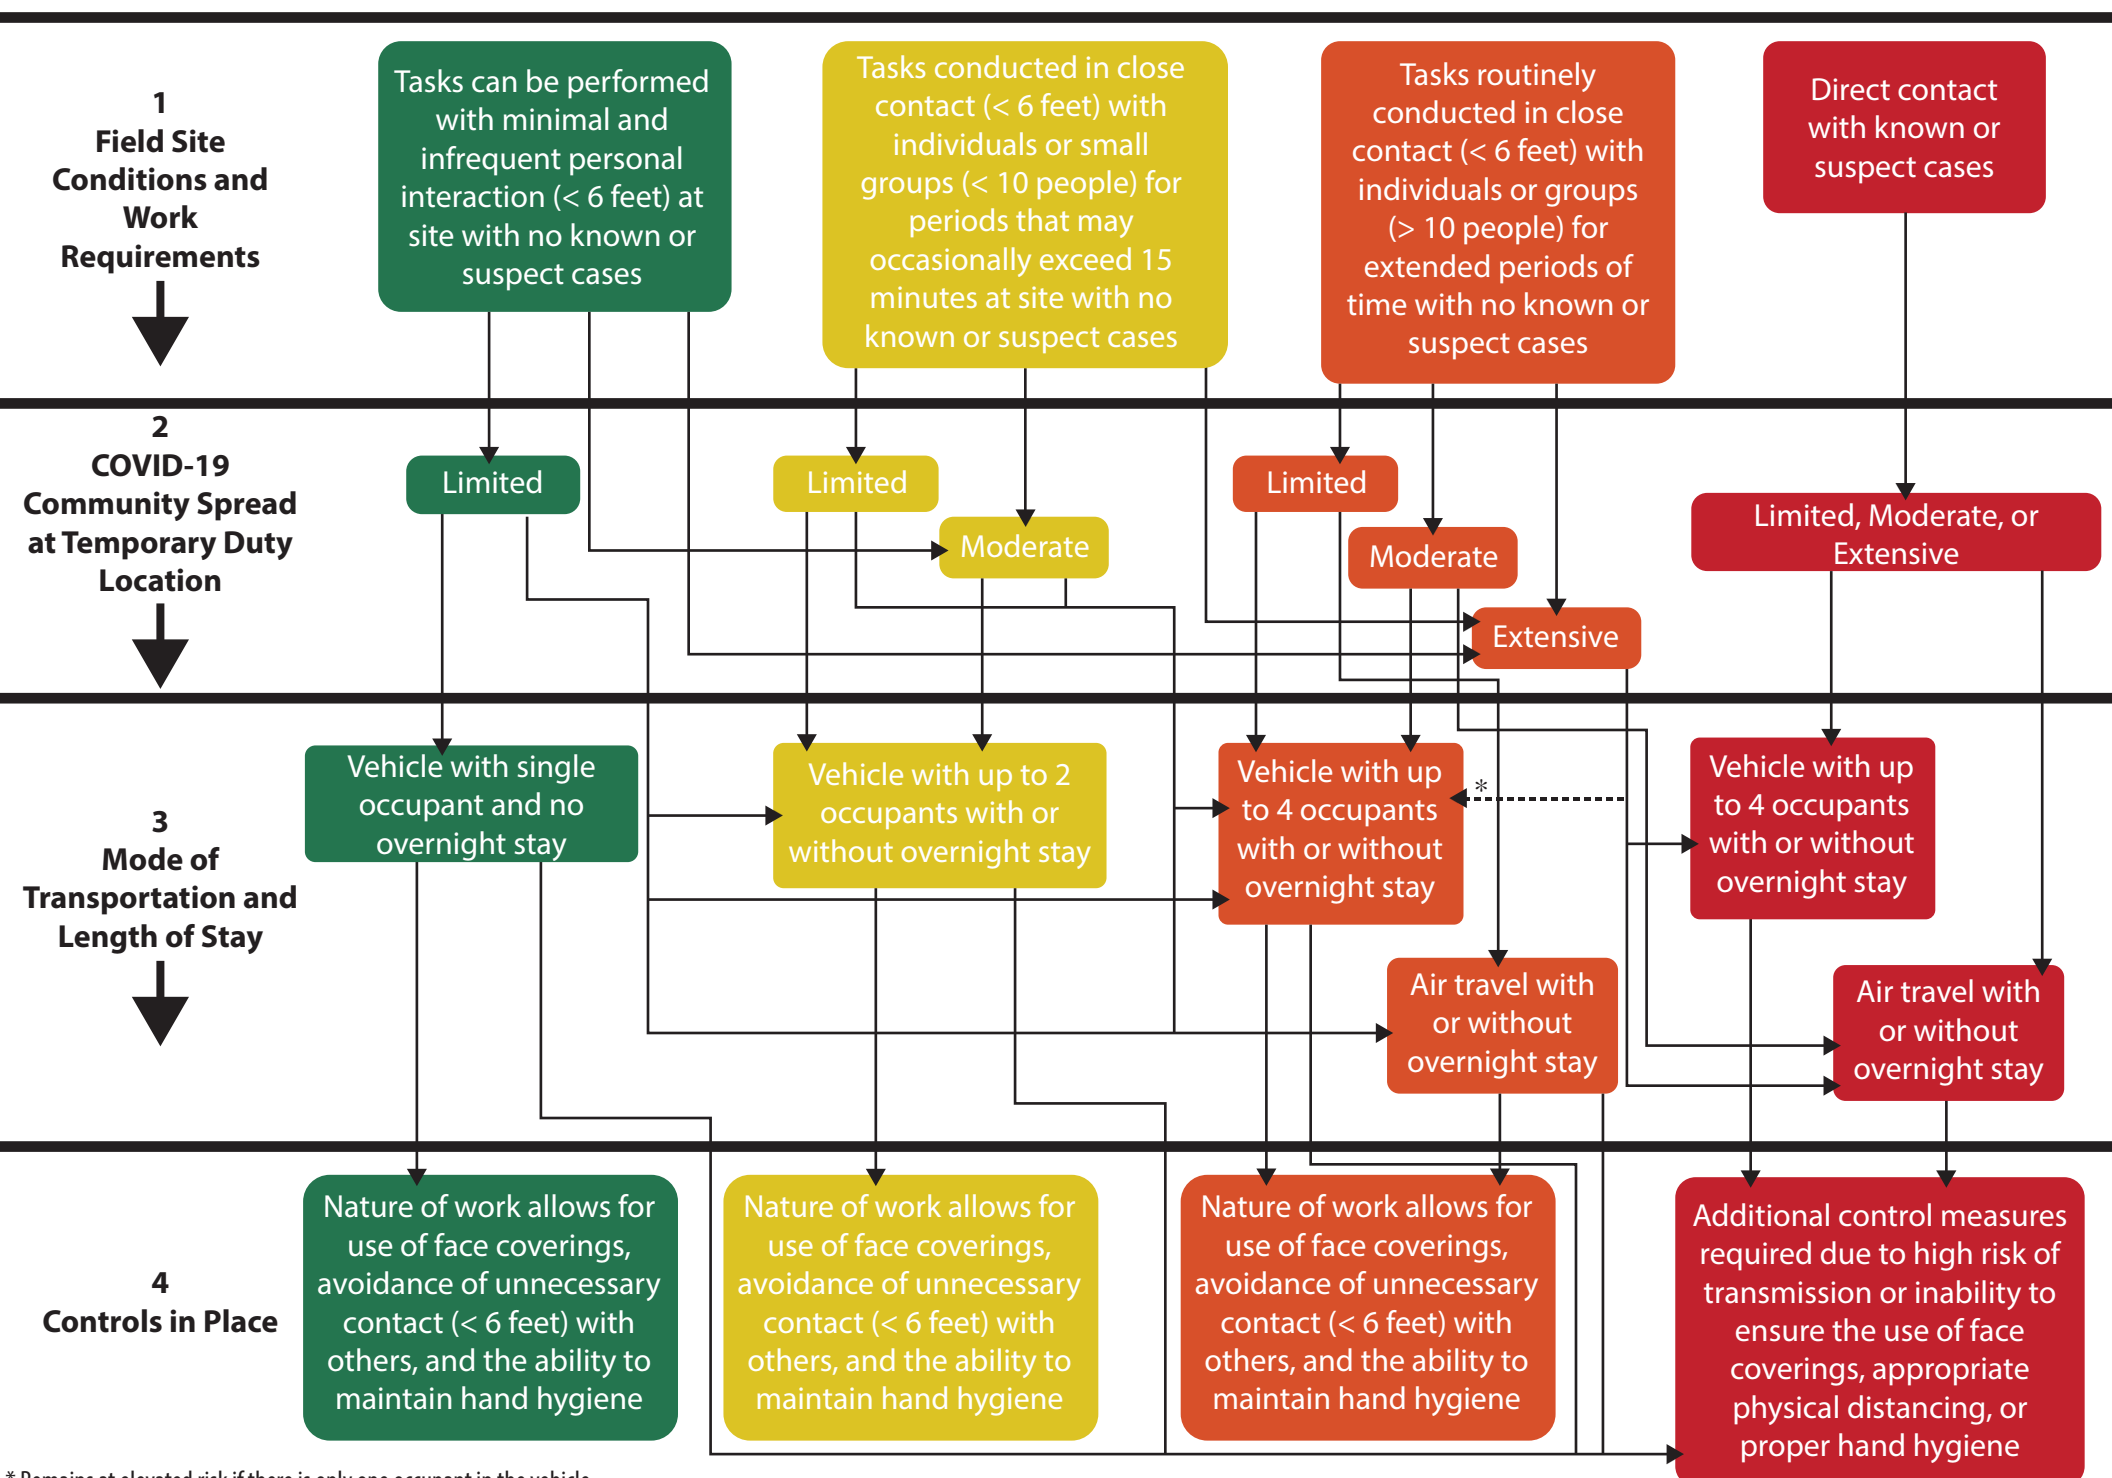 1
Field Site
Conditions and
Work
Requirements
Tasks can be performed
with minimal and
infrequent personal
interaction (< 6 feet) at
site with no known or
suspect cases
Tasks conducted in close
contact (< 6 feet) with
individuals or small
groups (< 10 people) for
periods that may
occasionally exceed 15
minutes at site with no
known or suspect cases
Tasks routinely
conducted in close
contact (< 6 feet) with
individuals or groups
(> 10 people) for
extended periods of
time with no known or
suspect cases
Direct contact
with known or
suspect cases
2
COVID-19
Community Spread
at Temporary Duty
Location
Limited
Limited
Moderate
Limited
Moderate
Extensive
Limited, Moderate, or
Extensive
3
Mode of
Transportation and
Length of Stay
Vehicle with single
occupant and no
overnight stay
Vehicle with up to 2
occupants with or
without overnight stay
Vehicle with up
to 4 occupants
with or without
overnight stay
*
Air travel with
or without
overnight stay
Vehicle with up
to 4 occupants
with or without
overnight stay
Air travel with
or without
overnight stay
4
Controls in Place
Nature of work allows for
use of face coverings,
avoidance of unnecessary
contact (< 6 feet) with
others, and the ability to
maintain hand hygiene
Nature of work allows for
use of face coverings,
avoidance of unnecessary
contact (< 6 feet) with
others, and the ability to
maintain hand hygiene
Nature of work allows for
use of face coverings,
avoidance of unnecessary
contact (< 6 feet) with
others, and the ability to
maintain hand hygiene
Additional control measures
required due to high risk of
transmission or inability to
ensure the use of face
coverings, appropriate
physical distancing, or
proper hand hygiene
* Remains at elevated risk if there is only one occupant in the vehicle